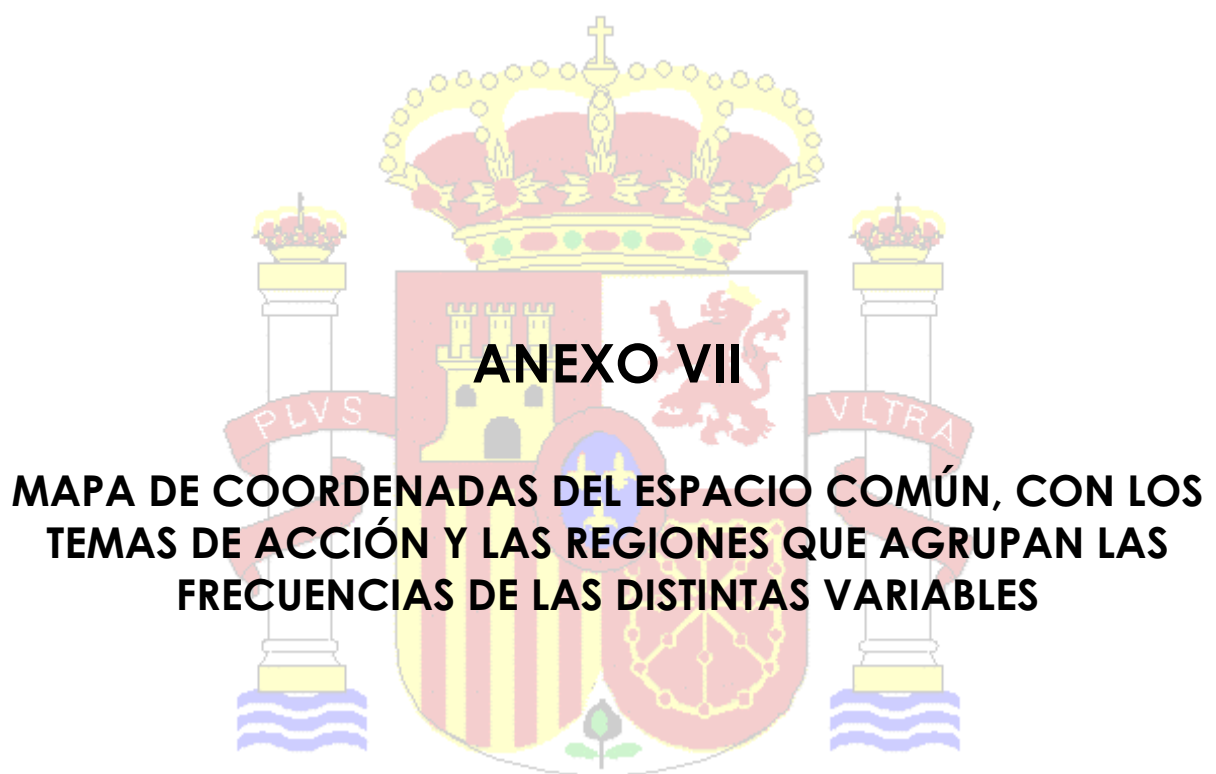 ANEXO VII
PLVS
VLTRA
MAPA DE COORDENADAS DEL ESPACIO COMÚN, CON LOS
TEMAS DE ACCIÓN Y LAS REGIONES QUE AGRUPAN LAS
FRECUENCIAS DE LAS DISTINTAS VARIABLES